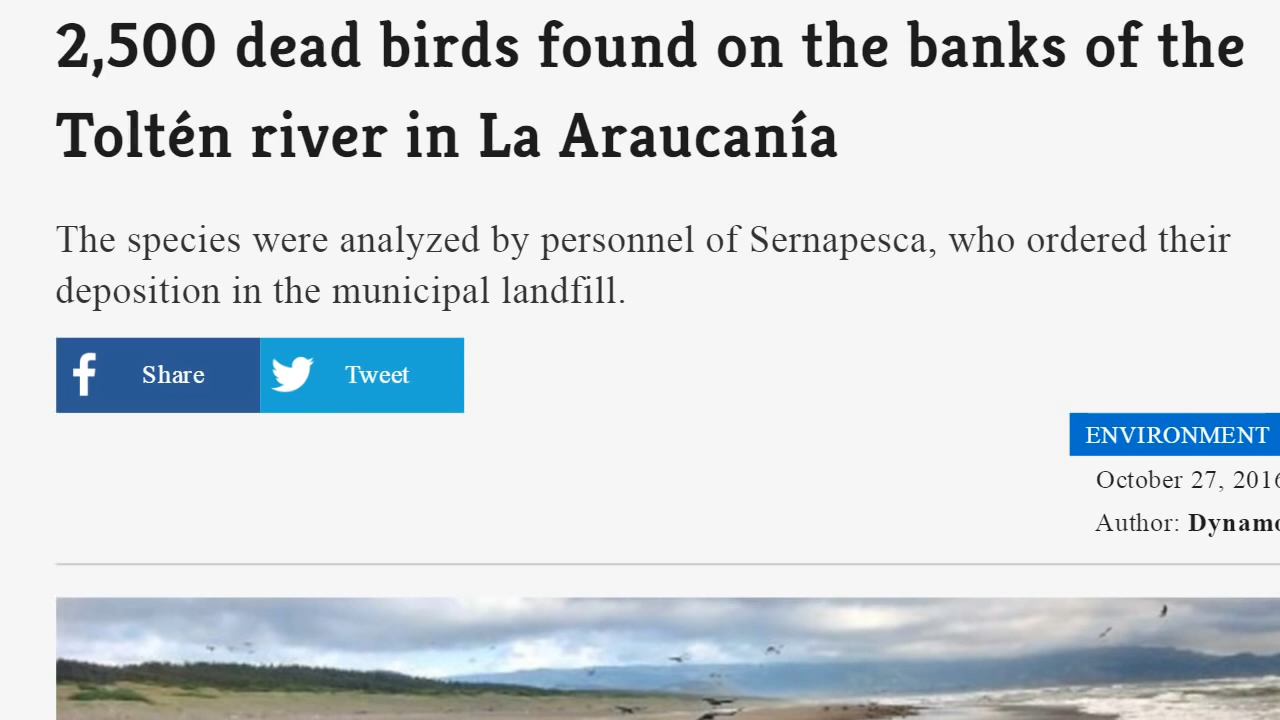 2,500 dead birds found on the banks of the
Toltén river in La Araucanía
The species were analyzed by personnel of Sernapesca, who ordered their
deposition in the municipal landfill.
Share
Tweet
ENVIRONMENT
October 27, 2016
Author: